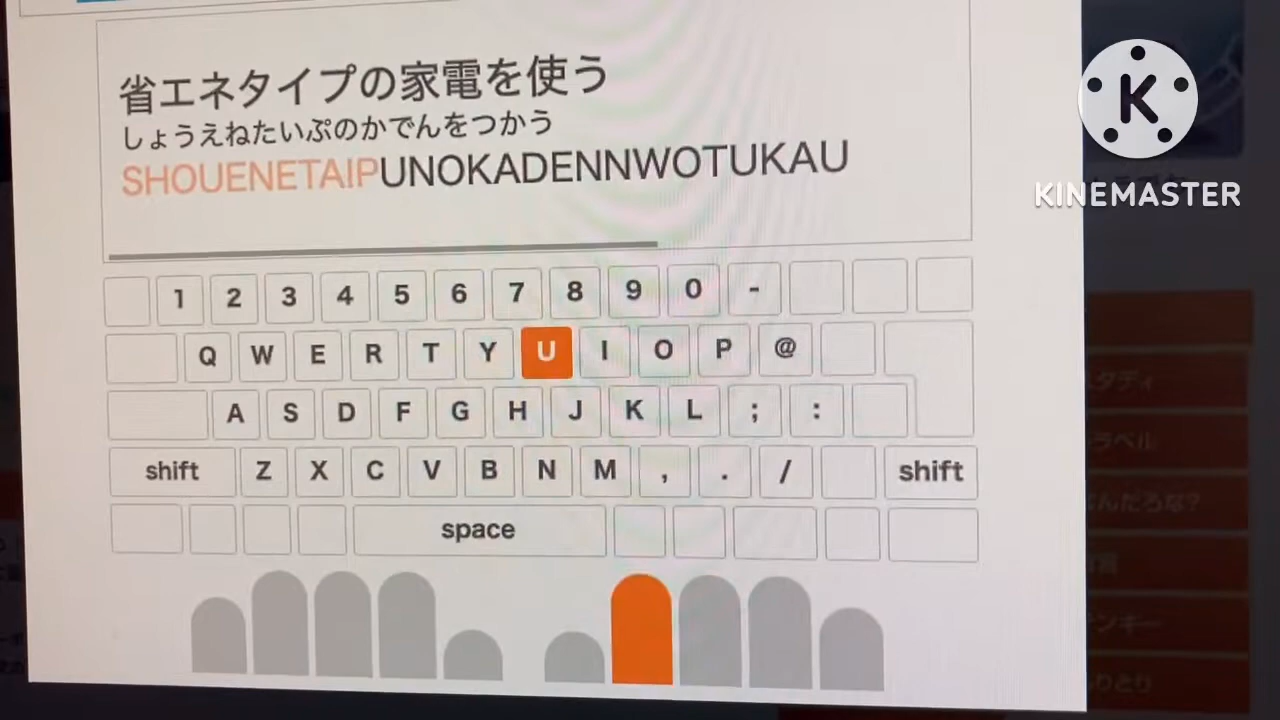 省エネタイプの家電を使う
しょうえねたいぷのかでんをつかう
SHOUENETAIPUNOKADENNWOTUKAU
1 2 3 4 5 6 7 8 9 0 -
Q W E R T Y U I O P @
A S D F G H J K L ; :
shift Z X C V B N M , . / shift
space
K
KINEMASTER